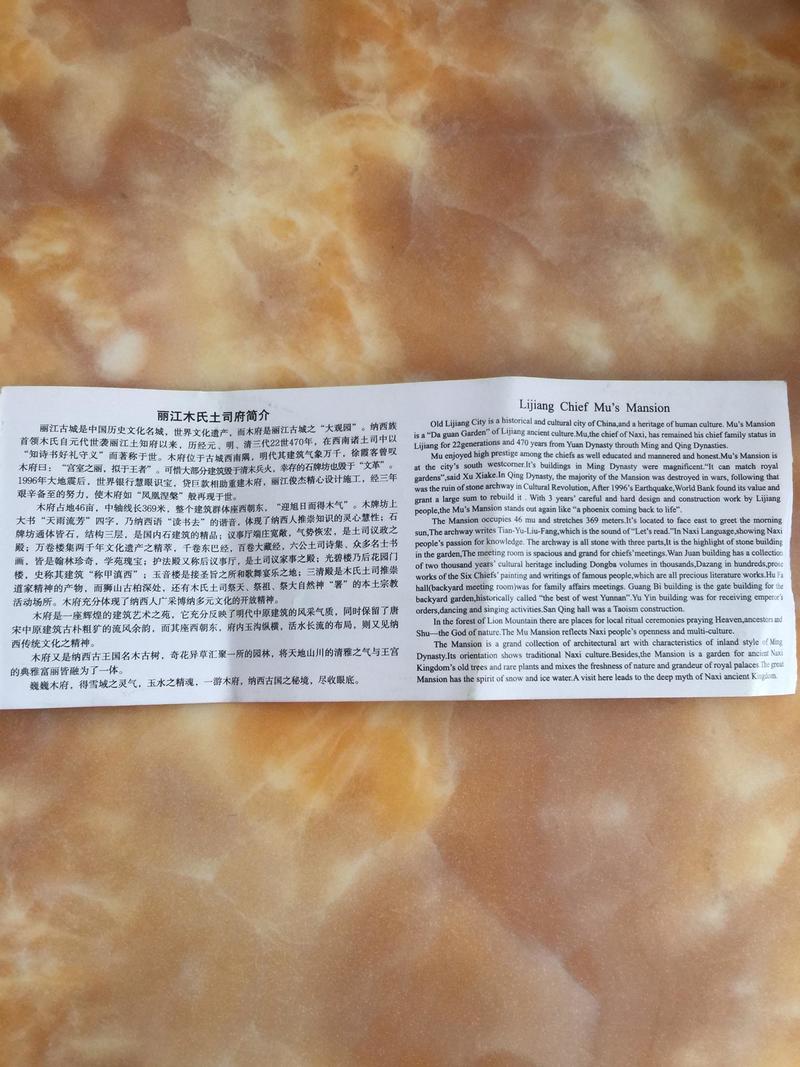 丽江木氏土司府简介
丽江古城是中国历史文化名城，世界文化遗产，而木府是丽江古城之“大观园”。纳西族
首领木氏自元代世袭丽江土知府以来，历经元、明、清三代22世470年，在西南诸土司中以
“知诗书好礼守义”而著称于世。木府位于古城西南隅，明代其建筑气象万千，徐霞客曾叹
木府曰：“宫室之丽，拟于王者”。可惜大部分建筑毁于清末兵火，幸存的石牌坊也毁于“文革”。
1996年大地震后，世界银行慧眼识宝，贷巨款相助重建木府，丽江俊杰精心设计施工，经三年
艰辛备至的努力，使木府如“凤凰涅槃”般再现于世。
木府占地46亩，中轴线长369米，整个建筑群体座西朝东，“迎旭日而得木气”。木牌坊上
大书“天雨流芳”四字，乃纳西语“读书去”的谐音，体现了纳西人推崇知识的灵心慧性；石
牌坊通体皆石，结构三层，是国内石建筑的精品；议事厅端庄宽敞，气势恢宏，是土司议政之
殿；万卷楼集两千年文化遗产之精萃，千卷东巴经，百卷大藏经，六公土司诗集、众多名士书
画，皆是翰林珍奇，学苑瑰宝；护法殿又称后议事厅，是土司议家事之殿；光碧楼乃后花园门
楼，史称其建筑“称甲滇西”；玉音楼是接圣旨之所和歌舞宴乐之地；三清殿是木氏土司推崇
道家精神的产物，而狮山古柏深处，还有木氏土司祭天、祭祖、祭大自然神“署”的木土宗教
活动场所。木府充分体现了纳西人广采博纳多元文化的开放精神。
木府是一座辉煌的建筑艺术之苑，它充分反映了明代中原建筑的风采气质，同时保留了唐
宋中原建筑古朴粗犷的流风余韵，而其座西朝东，府内玉沟纵横，活水长流的布局，则又见纳
西传统文化之精神。
木府又是纳西古王国名木古树，奇花异草汇聚一所的园林，将天地山川的清雅之气与王宫
的典雅富丽皆融为了一体。
巍巍木府，得雪域之灵气，玉水之精魂，一游木府，纳西古国之秘境，尽收眼底。
Lijiang Chief Mu's Mansion
Old Lijiang City is a historical and cultural city of China,and a heritage of human culture. Mu's Mansion
is a “Da guan Garden” of Lijiang ancient culture.Mu,the chief of Naxi, has remained his chief family status in
Lijiang for 22generations and 470 years from Yuan Dynasty throuth Ming and Qing Dynasties.
Mu enjoyed high prestige among the chiefs as well educated and mannered and honest.Mu's Mansion is
at the city's south westcorner.It's buildings in Ming Dynasty were magnificent.“It can match royal
gardens”,said Xu Xiake.In Qing Dynasty, the majority of the Mansion was destroyed in wars, following that
was the ruin of stone archway in Cultural Revolution, After 1996's Earthquake,World Bank found its value and
grant a large sum to rebuild it . With 3 years' careful and hard design and construction work by Lijiang
people,the Mu's Mansion stands out again like “a phoenix coming back to life”.
The Mansion occupies 46 mu and stretches 369 meters.It's located to face east to greet the morning
sun,The archway writes Tian-Yu-Liu-Fang,which is the sound of “Let's read.”In Naxi Language,showing Naxi
people's passion for knowledge. The archway is all stone with three parts,It is the highlight of stone building
in the garden,The meeting room is spacious and grand for chiefs'meetings.Wan Juan building has a collection
of two thousand years' cultural heritage including Dongba volumes in thousands,Dazang in hundreds,prose
works of the Six Chiefs' painting and writings of famous people,which are all precious literature works.Hu Fa
hall(backyard meeting room)was for family affairs meetings. Guang Bi building is the gate building for the
backyard garden,historically called “the best of west Yunnan”.Yu Yin building was for receiving emperor's
orders,dancing and singing activities.San Qing hall was a Taoism construction.
In the forest of Lion Mountain there are places for local ritual ceremonies praying Heaven,ancestors and
Shu—the God of nature.The Mu Mansion reflects Naxi people's openness and multi-culture.
The Mansion is a grand collection of architectural art with characteristics of inland style of Ming
Dynasty.Its orientation shows traditional Naxi culture.Besides,the Mansion is a garden for ancient Naxi
Kingdom's old trees and rare plants and mixes the freshness of nature and grandeur of royal palaces.The great
Mansion has the spirit of snow and ice water.A visit here leads to the deep myth of Naxi ancient Kingdom.